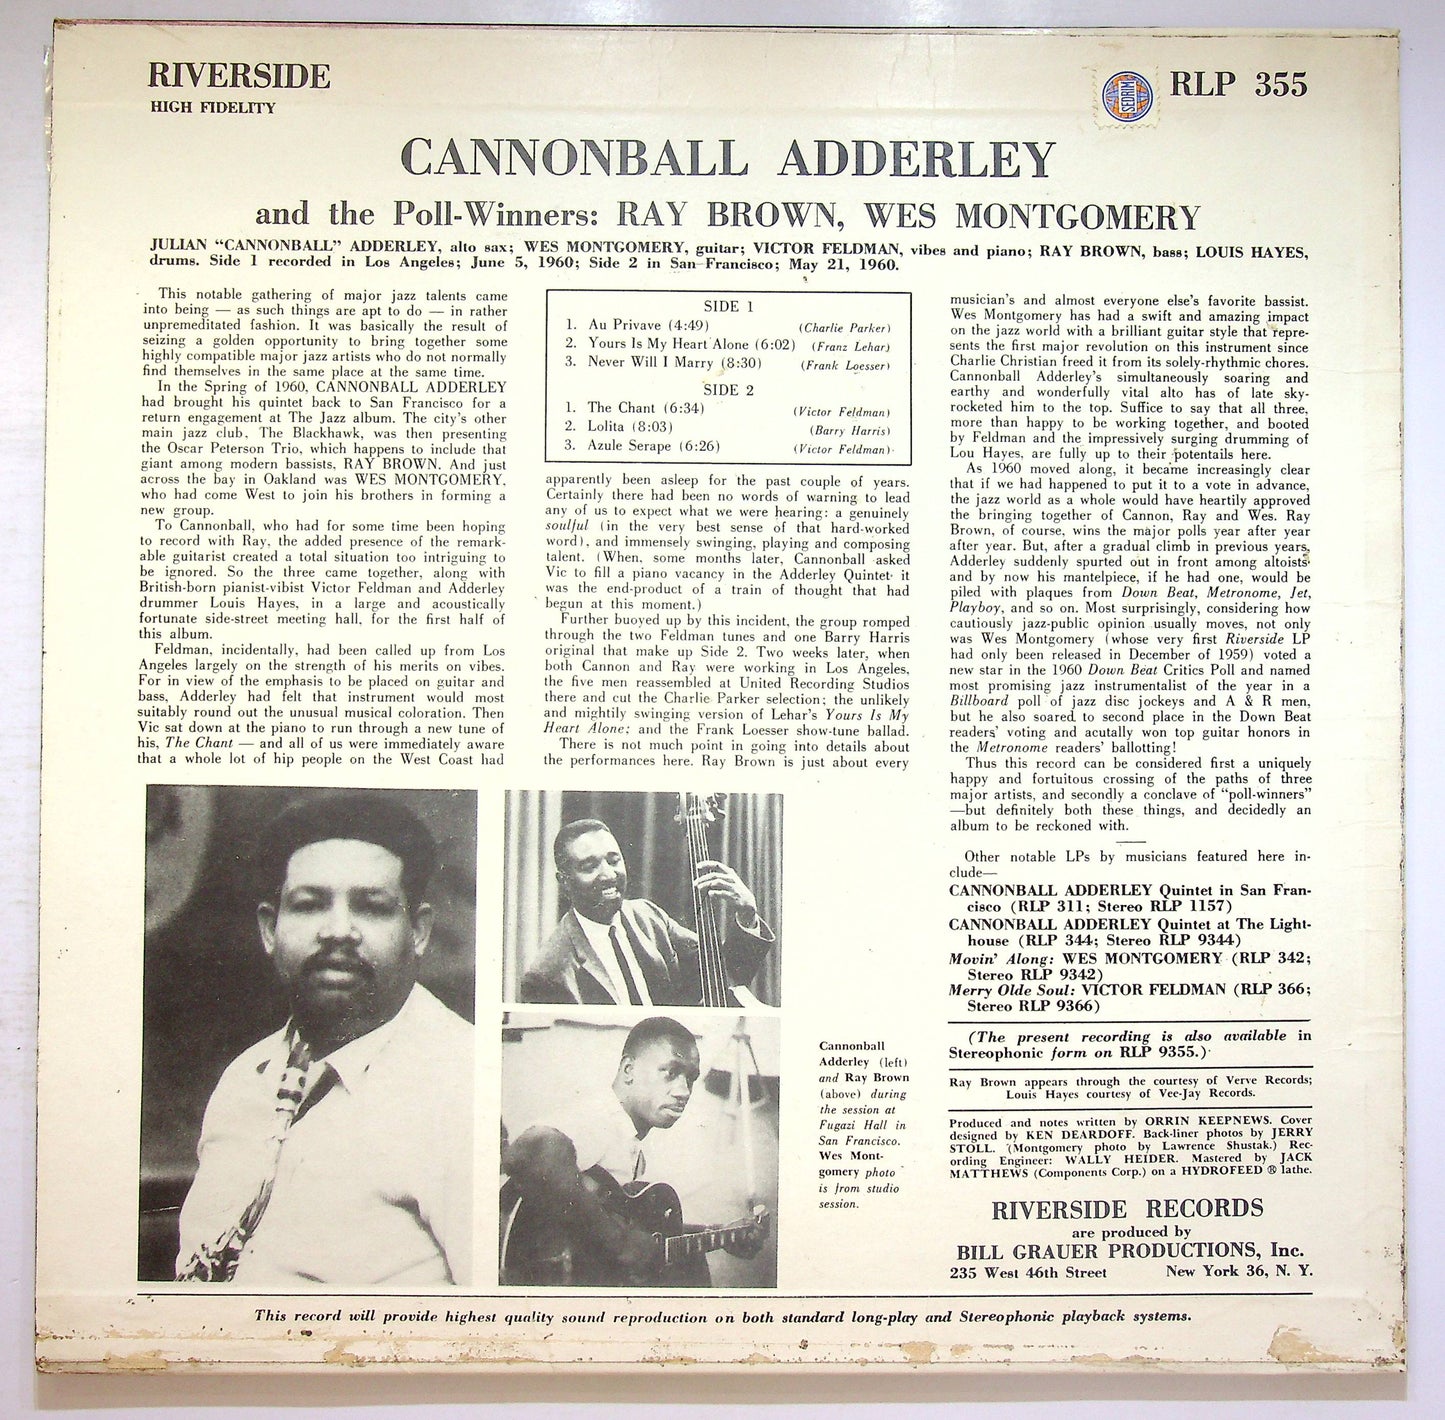 RIVERSIDE
HIGH FIDELITY
SEDRIM
RLP 355
CANNONBALL ADDERLEY
and the Poll-Winners: RAY BROWN, WES MONTGOMERY
JULIAN “CANNONBALL” ADDERLEY, alto sax; WES MONTGOMERY, guitar; VICTOR FELDMAN, vibes and piano; RAY BROWN, bass; LOUIS HAYES,
drums. Side 1 recorded in Los Angeles; June 5, 1960; Side 2 in San Francisco; May 21, 1960.
This notable gathering of major jazz talents came
into being — as such things are apt to do — in rather
unpremeditated fashion. It was basically the result of
seizing a golden opportunity to bring together some
highly compatible major jazz artists who do not normally
find themselves in the same place at the same time.
In the Spring of 1960, CANNONBALL ADDERLEY
had brought his quintet back to San Francisco for a
return engagement at The Jazz album. The city's other
main jazz club, The Blackhawk, was then presenting
the Oscar Peterson Trio, which happens to include that
giant among modern bassists, RAY BROWN. And just
across the bay in Oakland was WES MONTGOMERY,
who had come West to join his brothers in forming a
new group.
To Cannonball, who had for some time been hoping
to record with Ray, the added presence of the remark-
able guitarist created a total situation too intriguing to
be ignored. So the three came together, along with
British-born pianist-vibist Victor Feldman and Adderley
drummer Louis Hayes, in a large and acoustically
fortunate side-street meeting hall, for the first half of
this album.
Feldman, incidentally, had been called up from Los
Angeles largely on the strength of his merits on vibes.
For in view of the emphasis to be placed on guitar and
bass, Adderley had felt that instrument would most
suitably round out the unusual musical coloration. Then
Vic sat down at the piano to run through a new tune of
his, The Chant — and all of us were immediately aware
that a whole lot of hip people on the West Coast had
SIDE 1
1. Au Privave (4:49) (Charlie Parker)
2. Yours Is My Heart Alone (6:02) (Franz Lehar)
3. Never Will I Marry (8:30) (Frank Loesser)
SIDE 2
1. The Chant (6:34) (Victor Feldman)
2. Lolita (8:03) (Barry Harris)
3. Azule Serape (6:26) (Victor Feldman)
apparently been asleep for the past couple of years.
Certainly there had been no words of warning to lead
any of us to expect what we were hearing: a genuinely
soulful (in the very best sense of that hard-worked
word), and immensely swinging, playing and composing
talent. (When, some months later, Cannonball asked
Vic to fill a piano vacancy in the Adderley Quintet it
was the end-product of a train of thought that had
begun at this moment.)
Further buoyed up by this incident, the group romped
through the two Feldman tunes and one Barry Harris
original that make up Side 2. Two weeks later, when
both Cannon and Ray were working in Los Angeles,
the five men reassembled at United Recording Studios
there and cut the Charlie Parker selection; the unlikely
and mightily swinging version of Lehar's Yours Is My
Heart Alone; and the Frank Loesser show-tune ballad.
There is not much point in going into details about
the performances here. Ray Brown is just about every
musician's and almost everyone else's favorite bassist.
Wes Montgomery has had a swift and amazing impact
on the jazz world with a brilliant guitar style that repre-
sents the first major revolution on this instrument since
Charlie Christian freed it from its solely-rhythmic chores.
Cannonball Adderley's simultaneously soaring and
earthy and wonderfully vital alto has of late sky-
rocketed him to the top. Suffice to say that all three,
more than happy to be working together, and booted
by Feldman and the impressively surging drumming of
Lou Hayes, are fully up to their potentails here.
As 1960 moved along, it became increasingly clear
that if we had happened to put it to a vote in advance,
the jazz world as a whole would have heartily approved
the bringing together of Cannon, Ray and Wes. Ray
Brown, of course, wins the major polls year after year
after year. But, after a gradual climb in previous years,
Adderley suddenly spurted out in front among altoists
and by now his mantelpiece, if he had one, would be
piled with plaques from Down Beat, Metronome, Jet,
Playboy, and so on. Most surprisingly, considering how
cautiously jazz-public opinion usually moves, not only
was Wes Montgomery (whose very first Riverside LP
had only been released in December of 1959) voted a
new star in the 1960 Down Beat Critics Poll and named
most promising jazz instrumentalist of the year in a
Billboard poll of jazz disc jockeys and A & R men,
but he also soared to second place in the Down Beat
readers' voting and acutally won top guitar honors in
the Metronome readers' ballotting!
Thus this record can be considered first a uniquely
happy and fortuitous crossing of the paths of three
major artists, and secondly a conclave of “poll-winners”
—but definitely both these things, and decidedly an
album to be reckoned with.
Other notable LPs by musicians featured here in-
clude—
CANNONBALL ADDERLEY Quintet in San Fran-
cisco (RLP 311; Stereo RLP 1157)
CANNONBALL ADDERLEY Quintet at The Light-
house (RLP 344; Stereo RLP 9344)
Movin' Along: WES MONTGOMERY (RLP 342;
Stereo RLP 9342)
Merry Olde Soul: VICTOR FELDMAN (RLP 366;
Stereo RLP 9366)
(The present recording is also available in
Stereophonic form on RLP 9355.)
Ray Brown appears through the courtesy of Verve Records;
Louis Hayes courtesy of Vee-Jay Records.
Produced and notes written by ORRIN KEEPNEWS. Cover
designed by KEN DEARDOFF. Back-liner photos by JERRY
STOLL. (Montgomery photo by Lawrence Shustak.) Rec-
ording Engineer: WALLY HEIDER. Mastered by JACK
MATTHEWS (Components Corp.) on a HYDROFEED ® lathe.
RIVERSIDE RECORDS
are produced by
BILL GRAUER PRODUCTIONS, Inc.
235 West 46th Street New York 36, N. Y.
Cannonball
Adderley (left)
and Ray Brown
(above) during
the session at
Fugazi Hall in
San Francisco.
Wes Mont-
gomery photo
is from studio
session.
This record will provide highest quality sound reproduction on both standard long-play and Stereophonic playback systems.